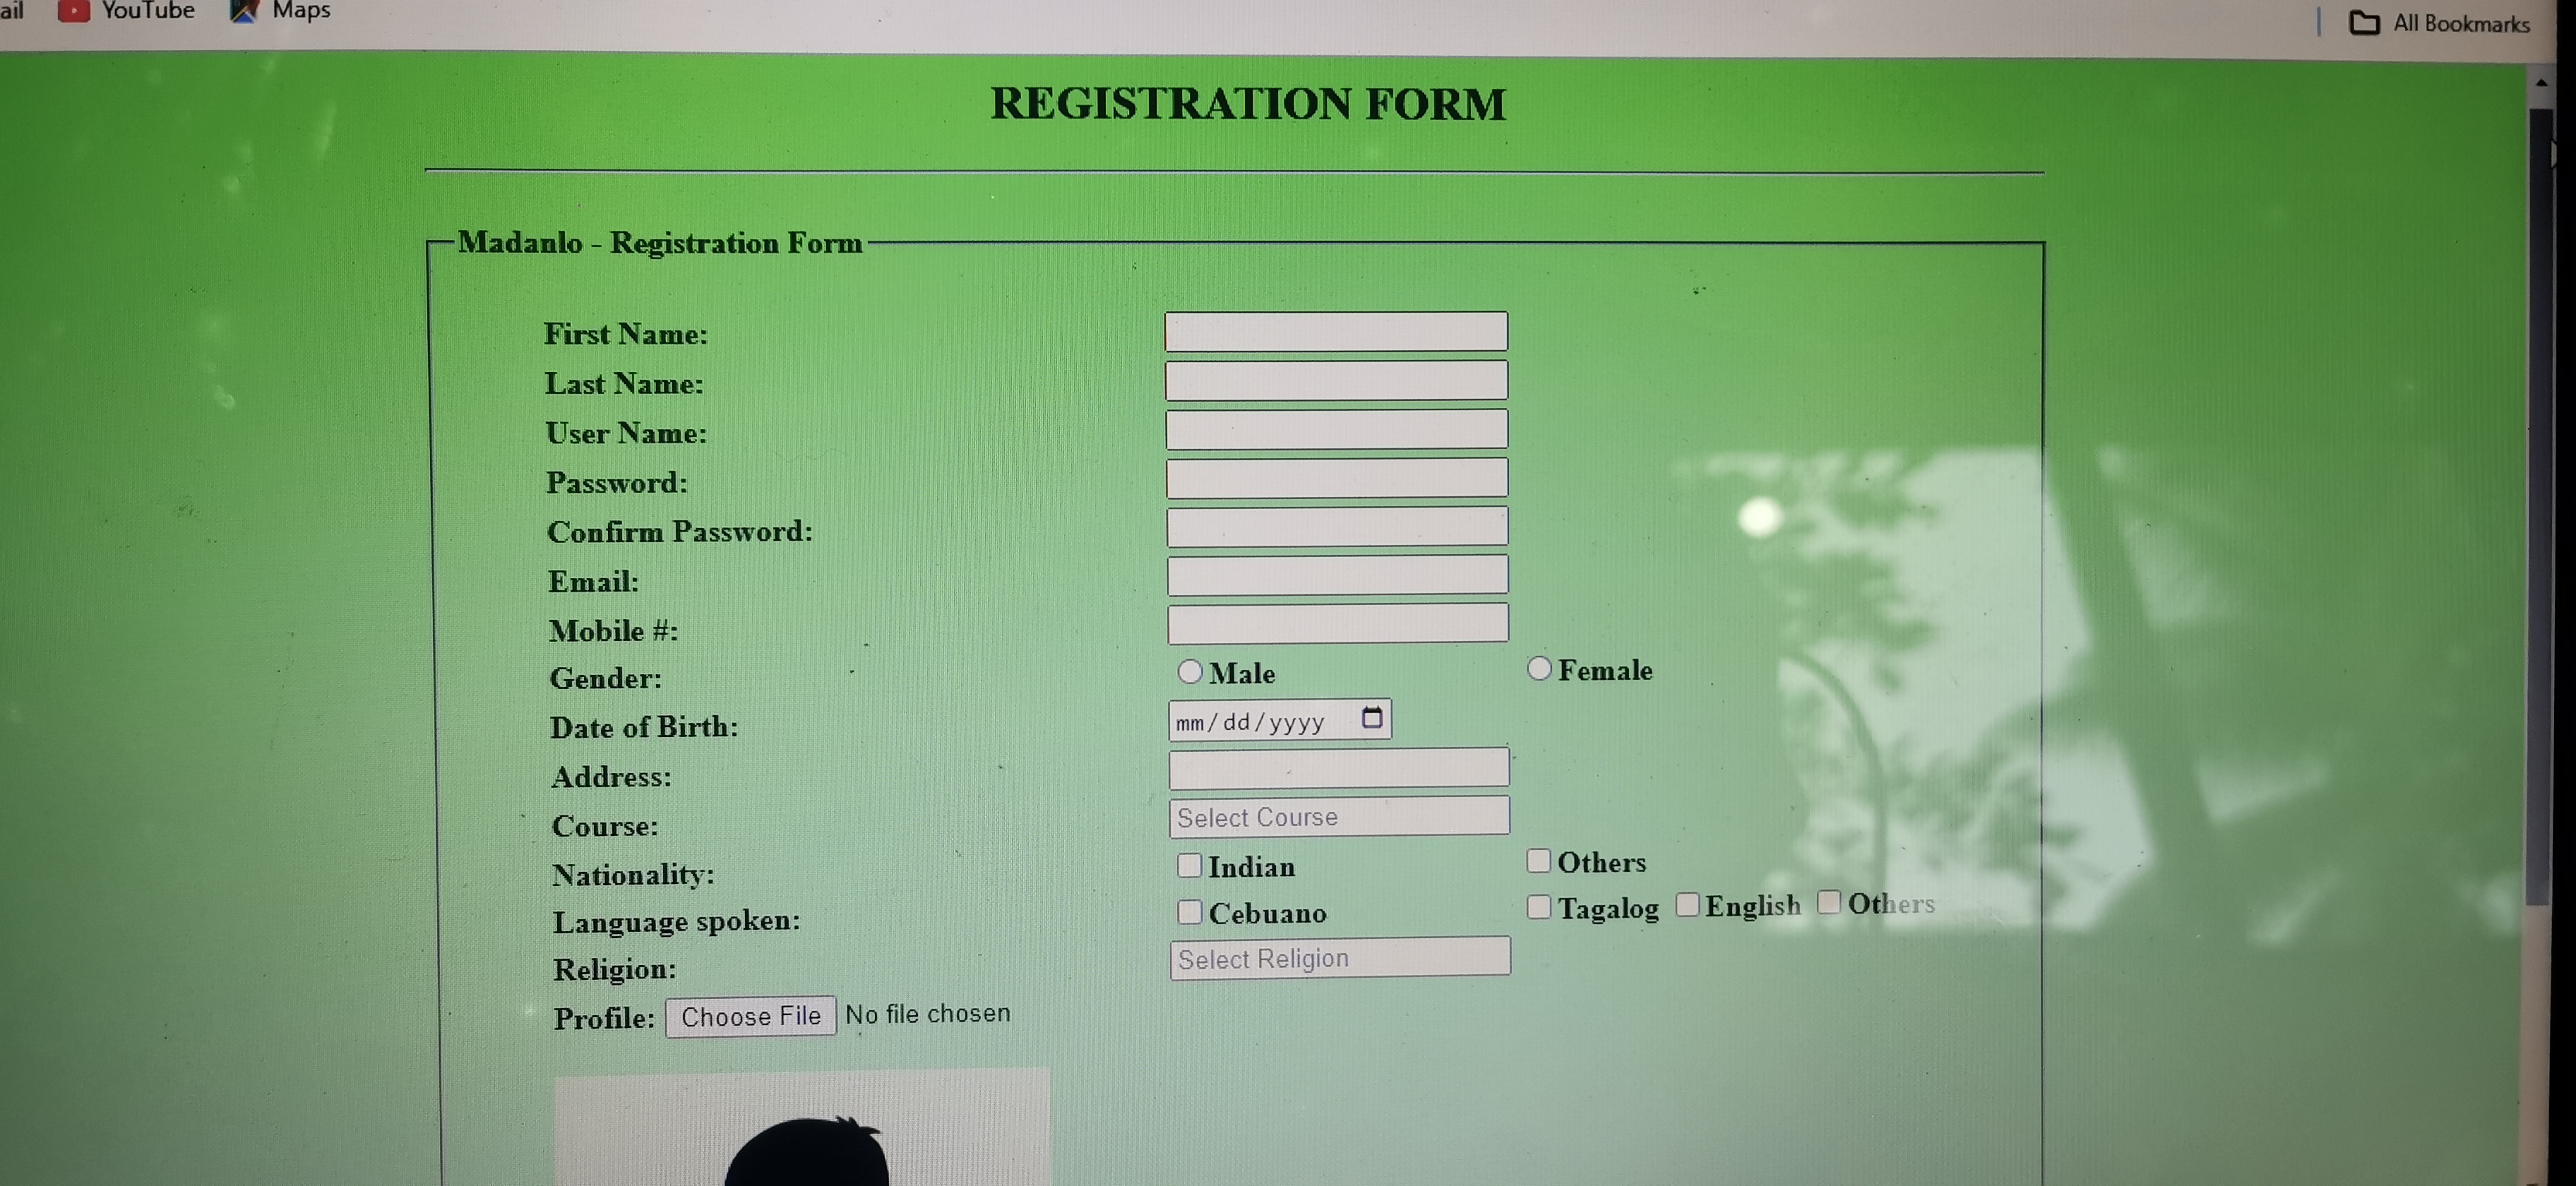 ail YouTube Maps All Bookmarks
REGISTRATION FORM
Madanlo - Registration Form
First Name:
Last Name:
User Name:
Password:
Confirm Password:
Email:
Mobile #:
Gender: Male Female
Date of Birth: mm/dd/yyyy
Address:
Course: Select Course
Nationality: Indian Others
Language spoken: Cebuano Tagalog English Others
Religion: Select Religion
Profile: Choose File No file chosen